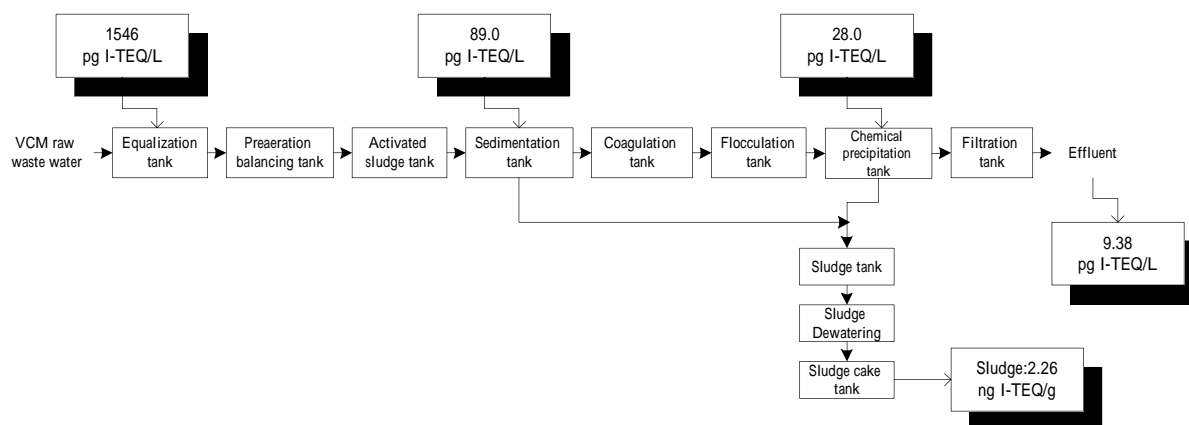 1546
pg I-TEQ/L
89.0
pg I-TEQ/L
28.0
pg I-TEQ/L
VCM raw
waste water
Equalization
tank
Preaeration
balancing tank
Activated
sludge tank
Sedimentation
tank
Coagulation
tank
Flocculation
tank
Chemical
precipitation
tank
Filtration
tank
Effluent
9.38
pg I-TEQ/L
Sludge tank
Sludge
Dewatering
Sludge cake
tank
Sludge:2.26
ng I-TEQ/g